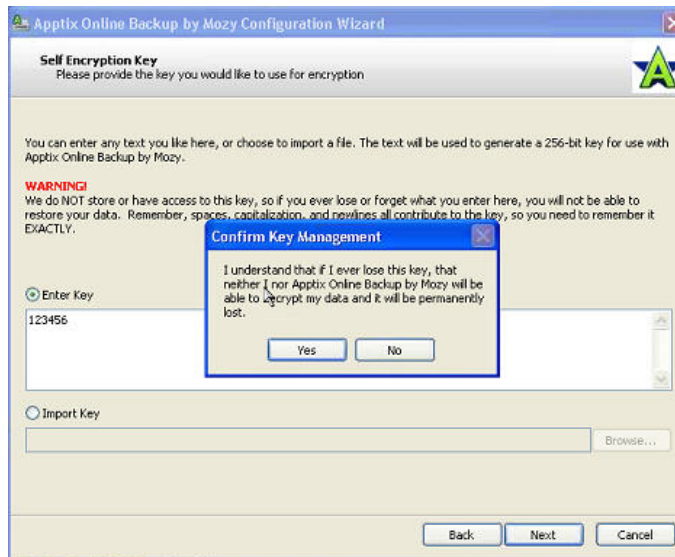 Apptix Online Backup by Mozy Configuration Wizard
Self Encryption Key
Please provide the key you would like to use for encryption
You can enter any text you like here, or choose to import a file. The text will be used to generate a 256-bit key for use with
Apptix Online Backup by Mozy.
WARNING!
We do NOT store or have access to this key, so if you ever lose or forget what you enter here, you will not be able to
restore your data. Remember, spaces, capitalization, and newlines all contribute to the key, so you need to remember it
EXACTLY.
Confirm Key Management
I understand that if I ever lose this key, that
neither I nor Apptix Online Backup by Mozy will be
able to decrypt my data and it will be permanently
lost.
Yes No
Enter Key
123456
Import Key
Browse...
Back Next Cancel